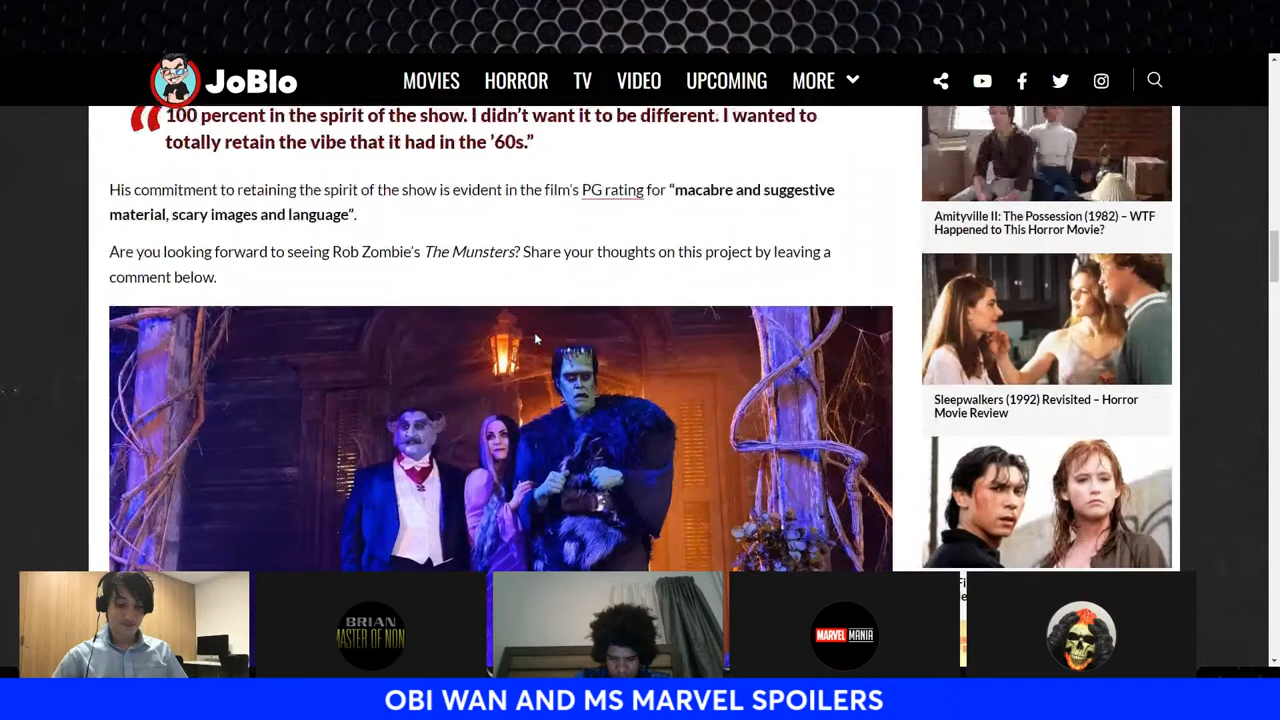 JoBlo
MOVIES HORROR TV VIDEO UPCOMING MORE
100 percent in the spirit of the show. I didn't want it to be different. I wanted to
totally retain the vibe that it had in the '60s."
His commitment to retaining the spirit of the show is evident in the film's PG rating for "macabre and suggestive
material, scary images and language".
Are you looking forward to seeing Rob Zombie's The Munsters? Share your thoughts on this project by leaving a
comment below.
Amityville II: The Possession (1982) – WTF
Happened to This Horror Movie?
Sleepwalkers (1992) Revisited – Horror
Movie Review
BRIAN
MASTER OF NON
MARVEL MANIA
OBI WAN AND MS MARVEL SPOILERS